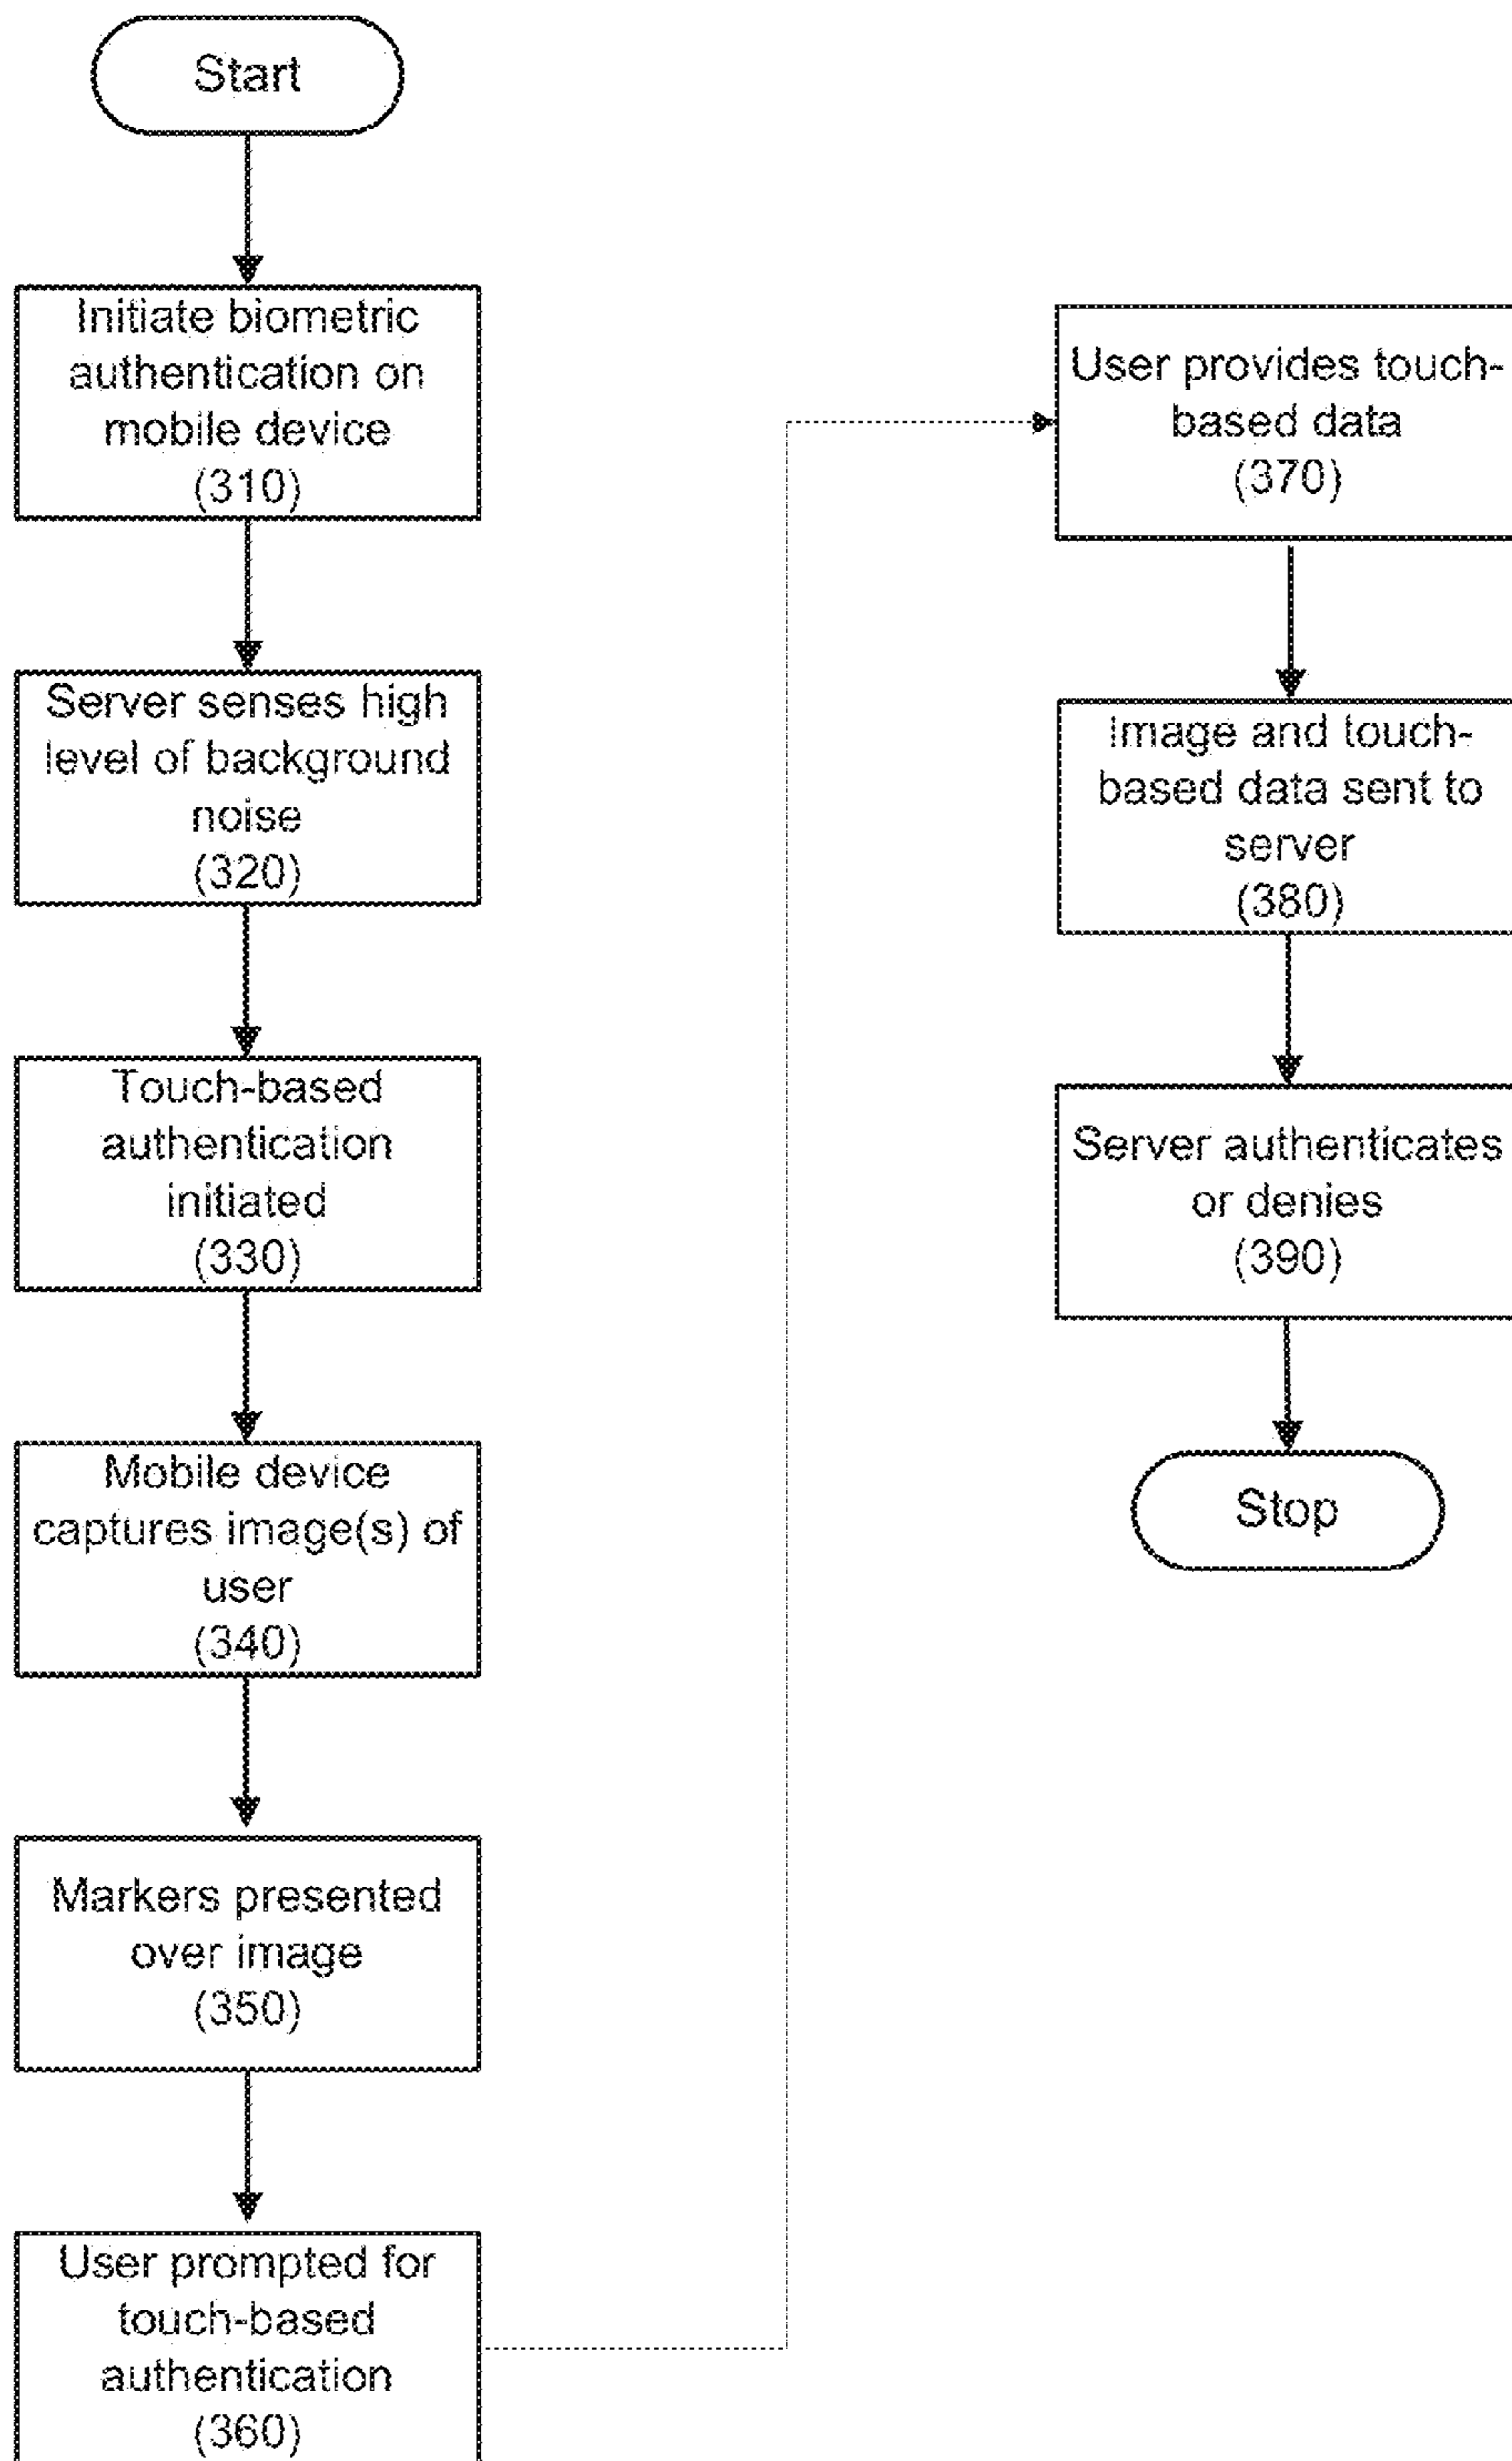 Start
Initiate biometric
authentication on
mobile device
(310)
Server senses high
level of background
noise
(320)
Touch-based
authentication
initiated
(330)
Mobile device
captures image(s) of
user
(340)
Markers presented
over image
(350)
User prompted for
touch-based
authentication
(360)
User provides touch-
based data
(370)
Image and touch-
based data sent to
server
(380)
Server authenticates
or denies
(390)
Stop